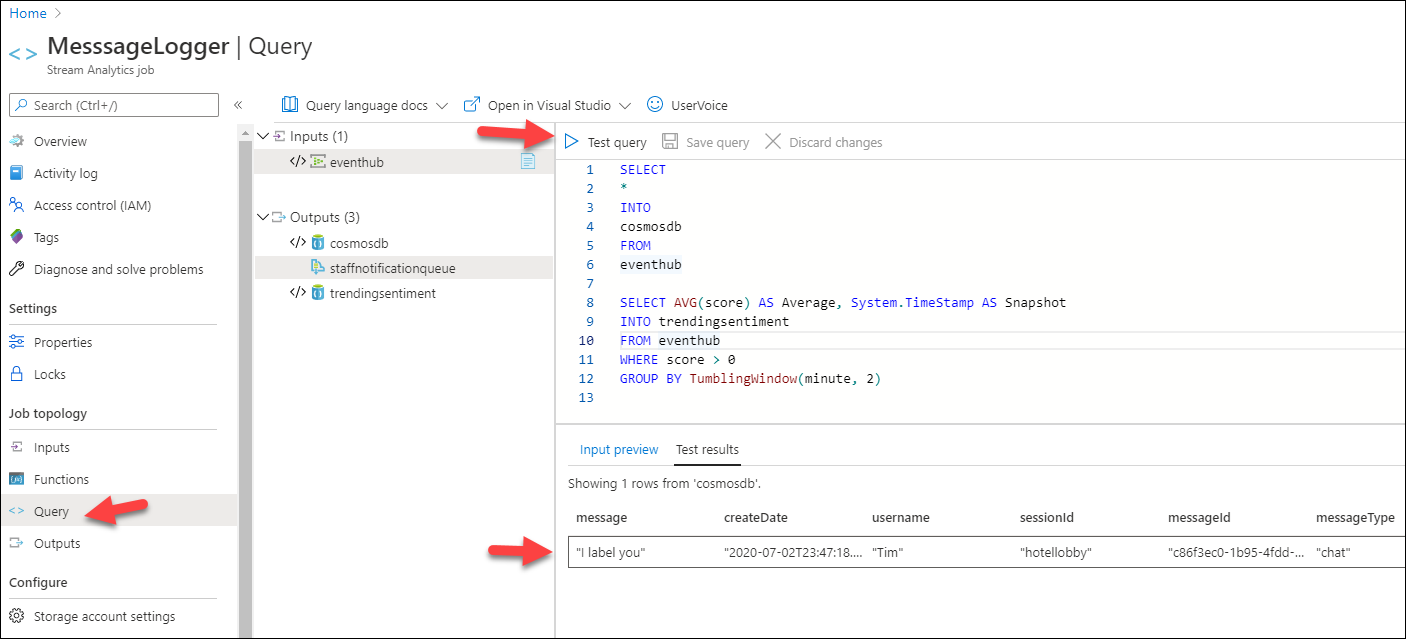 Home
MesssageLogger | Query
Stream Analytics job
Search (Ctrl+/)
«
Overview
Activity log
Access control (IAM)
Tags
Diagnose and solve problems
Settings
Properties
Locks
Job topology
Inputs
Functions
Query
Outputs
Configure
Storage account settings
Query language docs
Open in Visual Studio
UserVoice
Inputs (1)
eventhub
Outputs (3)
cosmosdb
staffnotificationqueue
trendingsentiment
Test query
Save query
Discard changes
1 SELECT
2 *
3 INTO
4 cosmosdb
5 FROM
6 eventhub
7
8 SELECT AVG(score) AS Average, System.TimeStamp AS Snapshot
9 INTO trendingsentiment
10 FROM eventhub
11 WHERE score > 0
12 GROUP BY TumblingWindow(minute, 2)
13
Input preview Test results
Showing 1 rows from 'cosmosdb'.
message createDate username sessionId messageId messageType
"I label you" "2020-07-02T23:47:18.... "Tim" "hotellobby" "c86f3ec0-1b95-4fdd-... "chat"